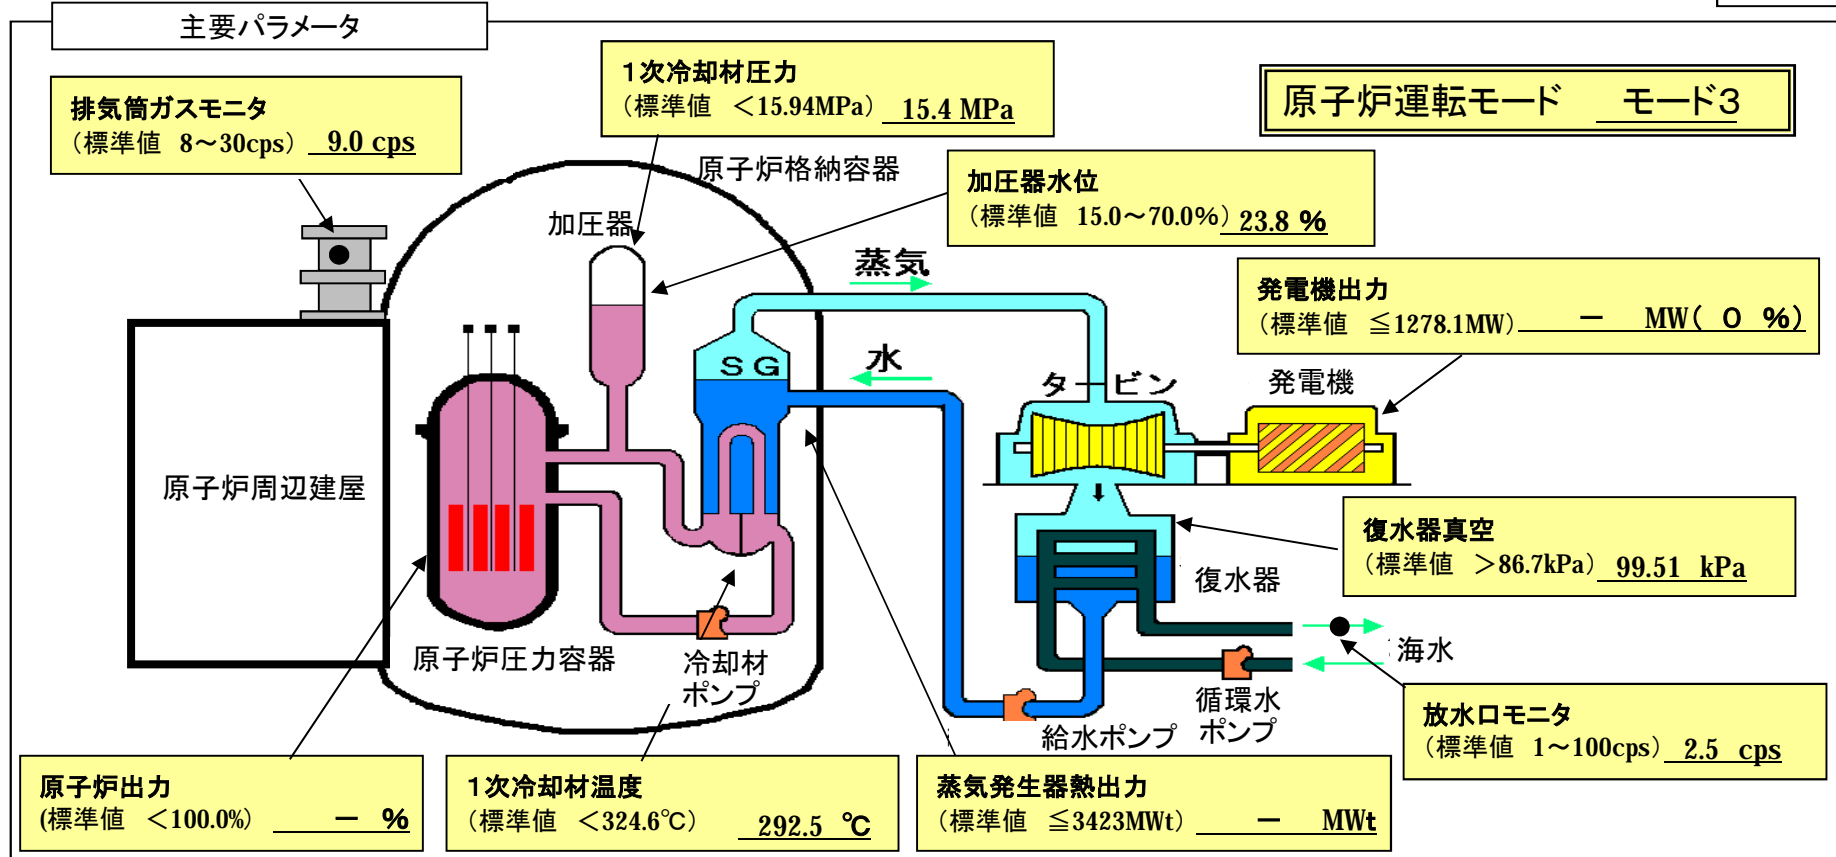 主要パラメータ
1次冷却材圧力
(標準値 <15.94MPa) 15.4 MPa
排気筒ガスモニタ
(標準値 8～30cps) 9.0 cps
原子炉運転モード モード3
原子炉格納容器
加圧器水位
(標準値 15.0～70.0%) 23.8 %
加圧器
蒸気
発電機出力
(標準値 ≦1278.1MW) － MW( 0 %)
SG
水
タービン
発電機
原子炉周辺建屋
復水器真空
(標準値 >86.7kPa) 99.51 kPa
復水器
原子炉圧力容器
冷却材
ポンプ
海水
循環水
ポンプ
給水ポンプ
放水口モニタ
(標準値 1～100cps) 2.5 cps
原子炉出力
(標準値 <100.0%) － %
1次冷却材温度
(標準値 <324.6℃) 292.5 ℃
蒸気発生器熱出力
(標準値 ≦3423MWt) － MWt